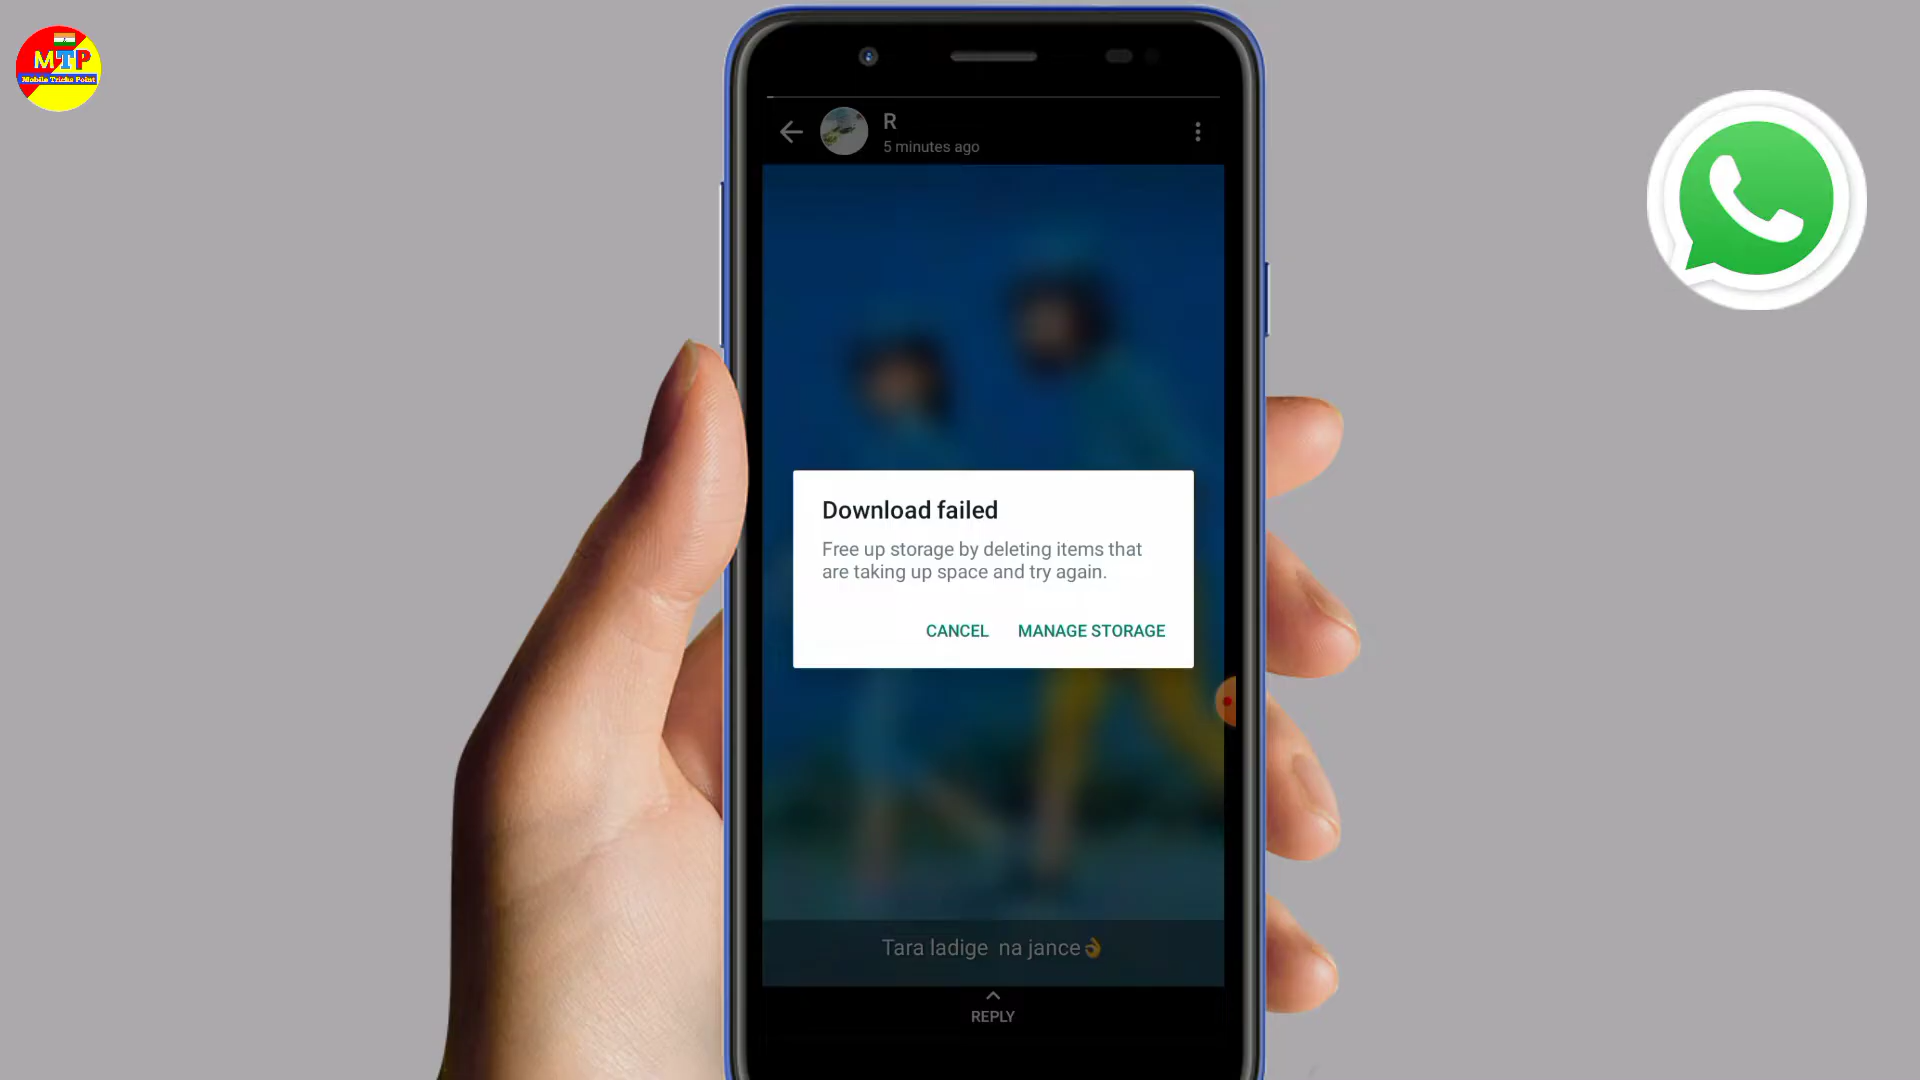 MTP
Mobile Tricks Point
R
5 minutes ago
Download failed
Free up storage by deleting items that
are taking up space and try again.
CANCEL MANAGE STORAGE
Tara ladige na jance👌
REPLY